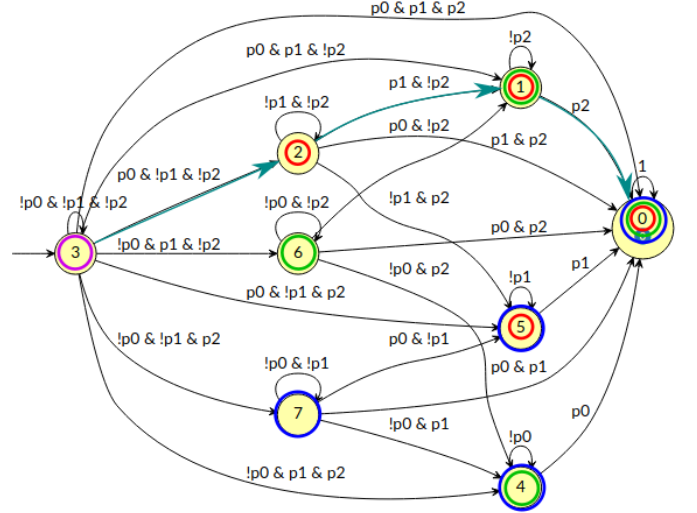 p0 & p1 & p2
!p2
p0 & p1 & !p2
1
p1 & !p2
p2
!p1 & !p2
p0 & !p2
2
p1 & p2
1
p0 & !p1 & !p2
!p0 & !p1 & !p2
!p0 & !p2
!p1 & p2
0
3
!p0 & p1 & !p2
6
p0 & p2
!p0 & p2
!p1
p1
p0 & !p1 & p2
5
!p0 & !p1 & p2
p0 & !p1
!p0 & !p1
p0 & p1
7
!p0 & p1
p0
!p0
!p0 & p1 & p2
4